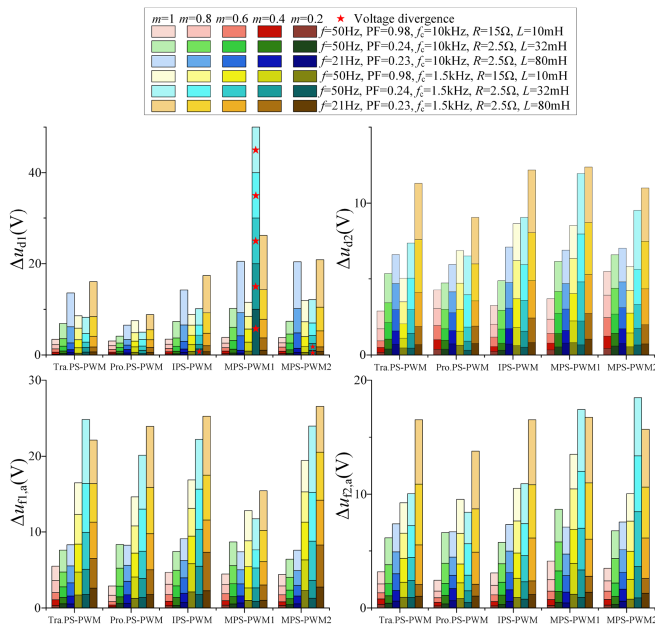 m=1 m=0.8 m=0.6 m=0.4 m=0.2 ★ Voltage divergence
f=50Hz, PF=0.98, fc=10kHz, R=15Ω, L=10mH
f=50Hz, PF=0.24, fc=10kHz, R=2.5Ω, L=32mH
f=21Hz, PF=0.23, fc=10kHz, R=2.5Ω, L=80mH
f=50Hz, PF=0.98, fc=1.5kHz, R=15Ω, L=10mH
f=50Hz, PF=0.24, fc=1.5kHz, R=2.5Ω, L=32mH
f=21Hz, PF=0.23, fc=1.5kHz, R=2.5Ω, L=80mH
Δud1(V)
40
20
0
Tra.PS-PWM Pro.PS-PWM IPS-PWM MPS-PWM1 MPS-PWM2
Δud2(V)
10
0
Tra.PS-PWM Pro.PS-PWM IPS-PWM MPS-PWM1 MPS-PWM2
Δuf1,a(V)
30
20
10
0
Tra.PS-PWM Pro.PS-PWM IPS-PWM MPS-PWM1 MPS-PWM2
Δuf2,a(V)
20
10
0
Tra.PS-PWM Pro.PS-PWM IPS-PWM MPS-PWM1 MPS-PWM2